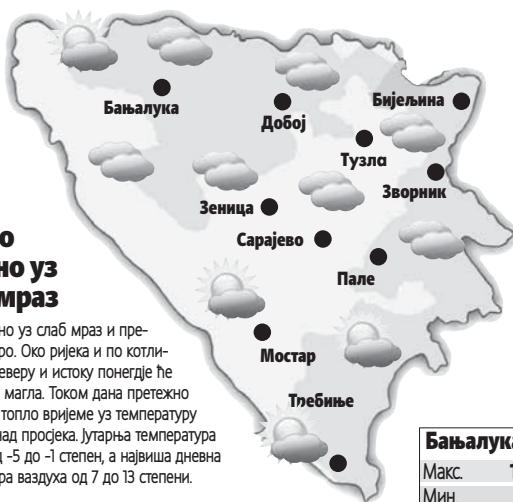 Бањалука
Добој
Бијељина
Тузла
Зворник
Зеница
Сарајево
Пале
Мостар
Требиње
но уз
мраз
но уз слаб мраз и пре-
ро. Око ријека и по котли-
еверу и истоку понегдје ће
магла. Током дана претежно
топло вријеме уз температуру
над просјека. Јутарња температура
д -5 до -1 степен, а највиша дневна
ра ваздуха од 7 до 13 степени.
Бањалука
Макс.
Мин